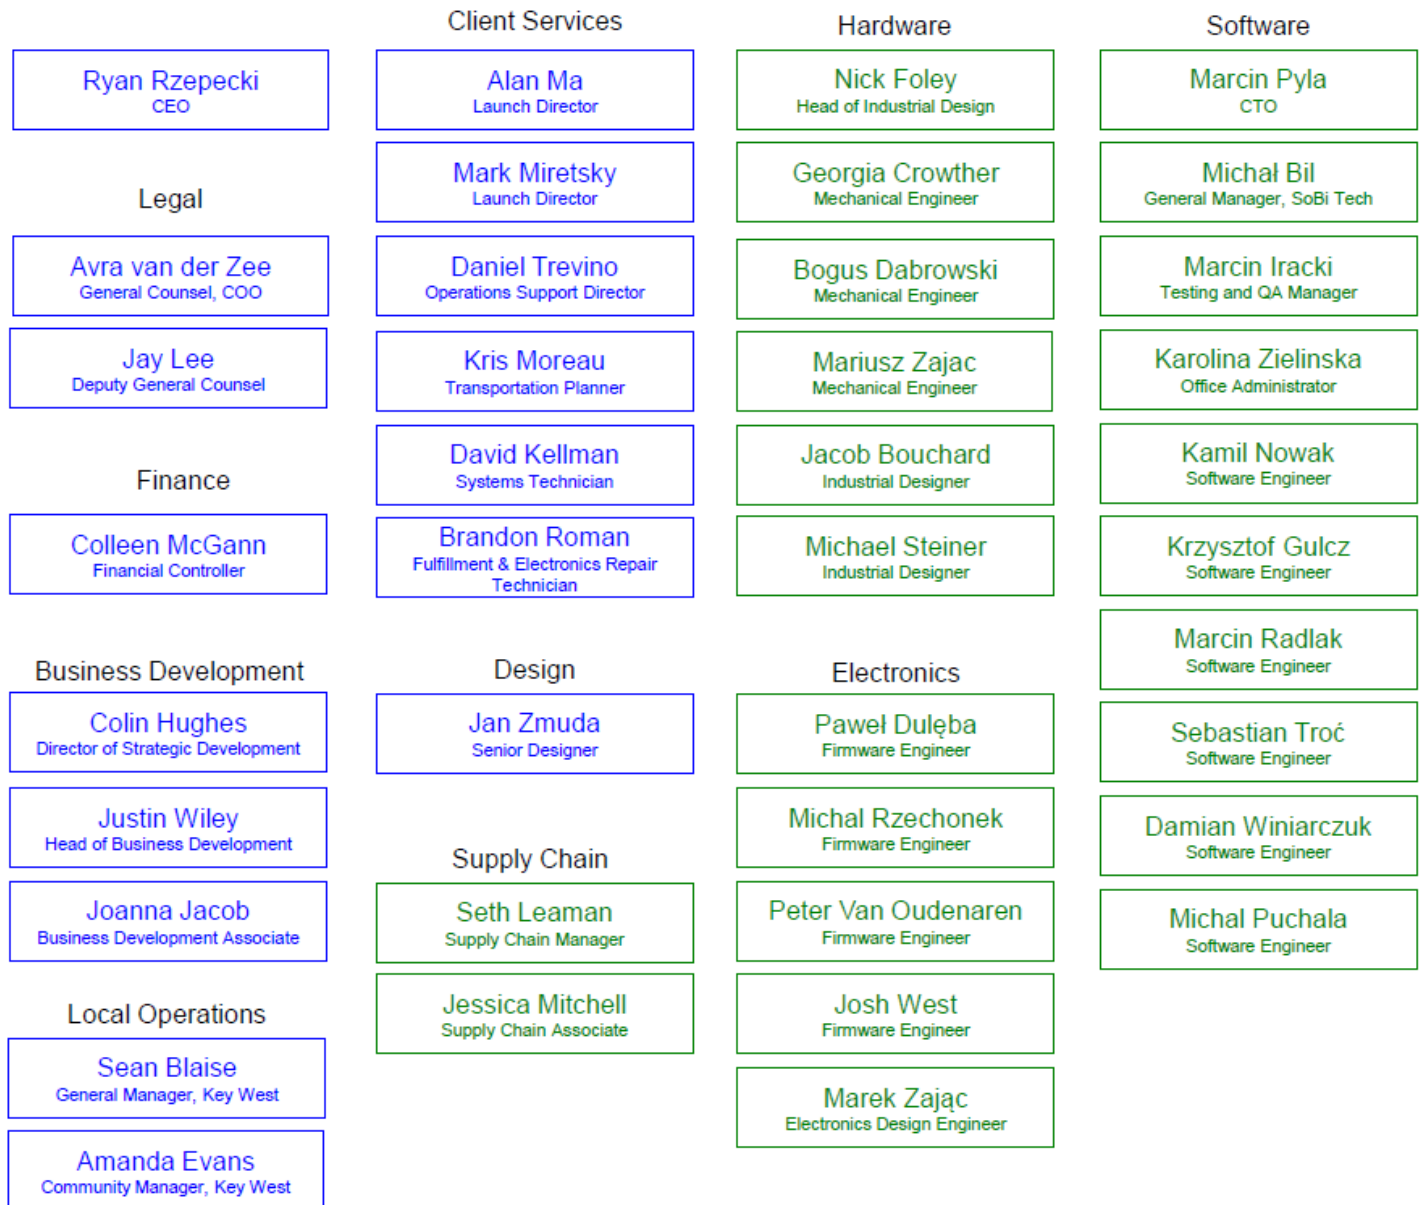 Ryan Rzepecki
CEO
Legal
Avra van der Zee
General Counsel, COO
Jay Lee
Deputy General Counsel
Finance
Colleen McGann
Financial Controller
Business Development
Colin Hughes
Director of Strategic Development
Justin Wiley
Head of Business Development
Joanna Jacob
Business Development Associate
Local Operations
Sean Blaise
General Manager, Key West
Amanda Evans
Community Manager, Key West
Client Services
Alan Ma
Launch Director
Mark Miretsky
Launch Director
Daniel Trevino
Operations Support Director
Kris Moreau
Transportation Planner
David Kellman
Systems Technician
Brandon Roman
Fulfillment & Electronics Repair
Technician
Design
Jan Zmuda
Senior Designer
Supply Chain
Seth Leaman
Supply Chain Manager
Jessica Mitchell
Supply Chain Associate
Hardware
Nick Foley
Head of Industrial Design
Georgia Crowther
Mechanical Engineer
Bogus Dabrowski
Mechanical Engineer
Mariusz Zajac
Mechanical Engineer
Jacob Bouchard
Industrial Designer
Michael Steiner
Industrial Designer
Electronics
Paweł Dulęba
Firmware Engineer
Michal Rzechonek
Firmware Engineer
Peter Van Oudenaren
Firmware Engineer
Josh West
Firmware Engineer
Marek Zając
Electronics Design Engineer
Software
Marcin Pyla
CTO
Michał Bil
General Manager, SoBi Tech
Marcin Iracki
Testing and QA Manager
Karolina Zielinska
Office Administrator
Kamil Nowak
Software Engineer
Krzysztof Gulcz
Software Engineer
Marcin Radlak
Software Engineer
Sebastian Troć
Software Engineer
Damian Winiarczuk
Software Engineer
Michal Puchala
Software Engineer